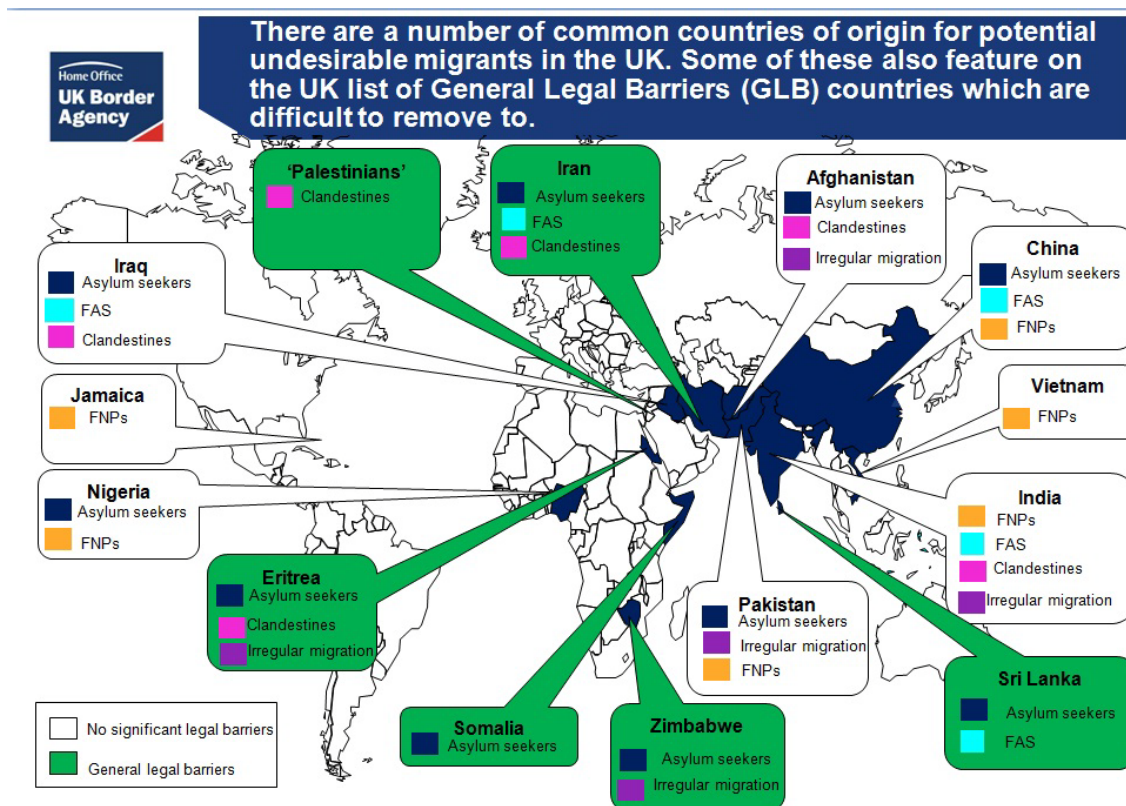 There are a number of common countries of origin for potential
undesirable migrants in the UK. Some of these also feature on
the UK list of General Legal Barriers (GLB) countries which are
difficult to remove to.
Home Office
UK Border
Agency
'Palestinians'
Clandestines
Iran
Asylum seekers
FAS
Clandestines
Afghanistan
Asylum seekers
Clandestines
Irregular migration
China
Asylum seekers
FAS
FNPs
Iraq
Asylum seekers
FAS
Clandestines
Jamaica
FNPs
Vietnam
FNPs
Nigeria
Asylum seekers
FNPs
India
FNPs
FAS
Clandestines
Irregular migration
Eritrea
Asylum seekers
Clandestines
Irregular migration
Pakistan
Asylum seekers
Irregular migration
FNPs
Somalia
Asylum seekers
Zimbabwe
Asylum seekers
Irregular migration
Sri Lanka
Asylum seekers
FAS
No significant legal barriers
General legal barriers